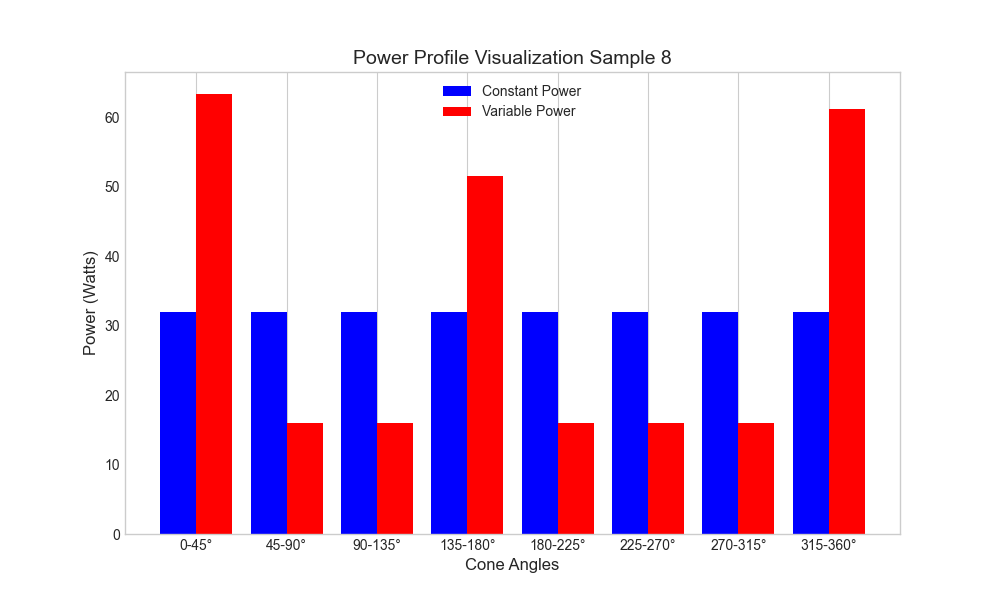 Power Profile Visualization Sample 8
Constant Power
Variable Power
Power (Watts)
60
50
40
30
20
10
0
0-45° 45-90° 90-135° 135-180° 180-225° 225-270° 270-315° 315-360°
Cone Angles